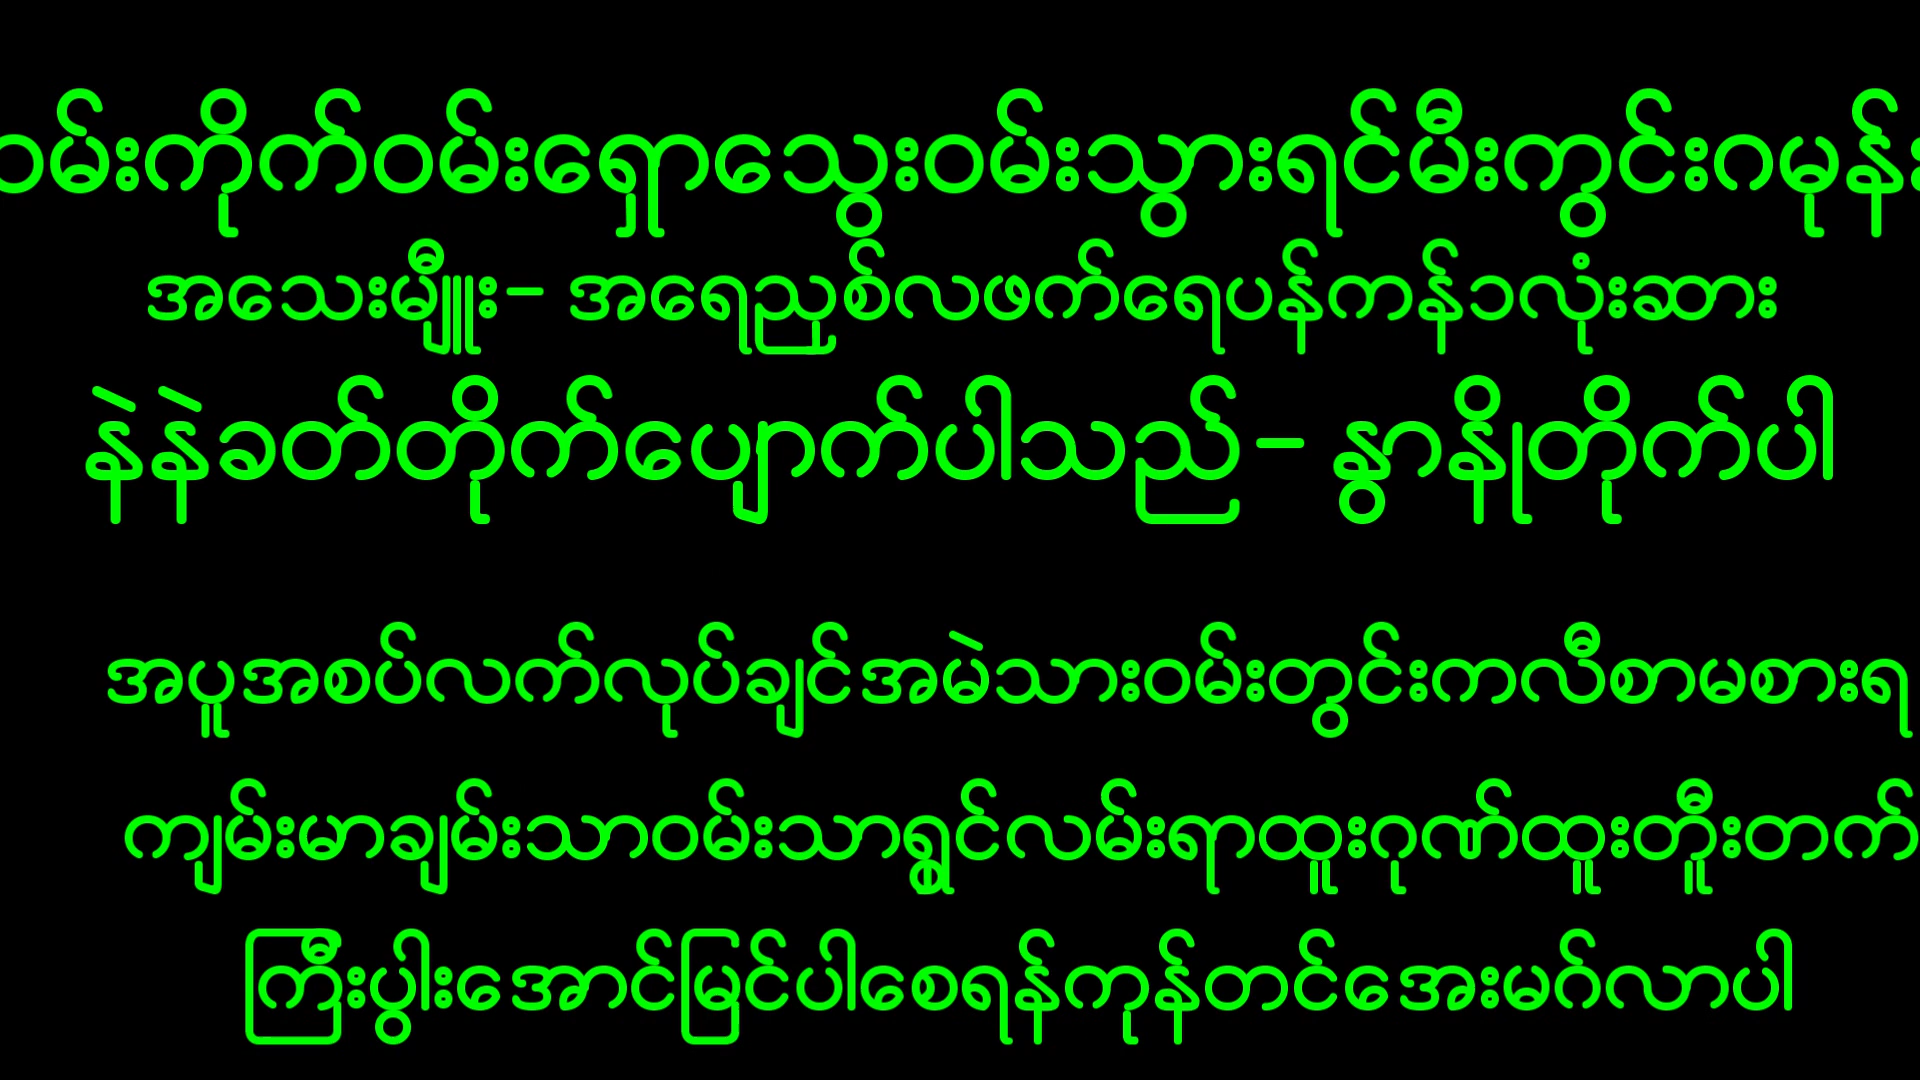 ဝမ်းကိုက်ဝမ်းရှောသွေးဝမ်းသွားရင်မီးကွင်းဂမုန်း
အသေးမျှီူး- အရေညှစ်လဖက်ရေပန်ကန်၁လုံးဆား
နဲနဲခတ်တိုက်ပျောက်ပါသည်- နွာနို့တိုက်ပါ
အပူအစပ်လက်လုပ်ချင်အမဲသားဝမ်းတွင်းကလီစာမစားရ
ကျမ်းမာချမ်းသာဝမ်းသာရွှင်လမ်းရာထူးဂုဏ်ထူးတိူးတက်
ကြီးပွါးအောင်မြင်ပါစေရန်ကုန်တင်အေးမင်္ဂလာပါ